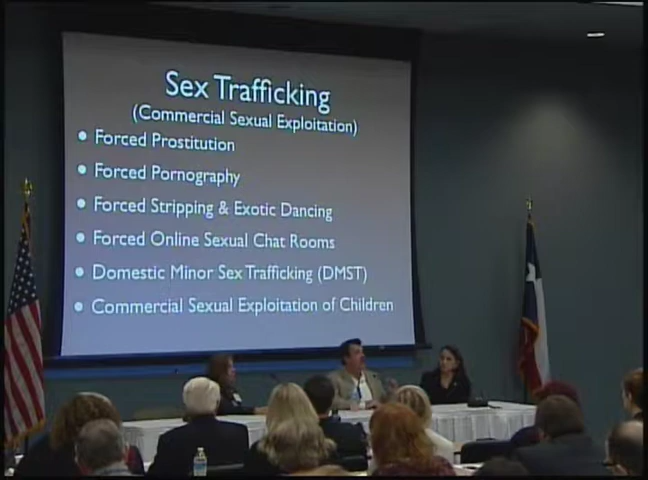 Sex Trafficking
(Commercial Sexual Exploitation)
Forced Prostitution
Forced Pornography
Forced Stripping & Exotic Dancing
Forced Online Sexual Chat Rooms
Domestic Minor Sex Trafficking (DMST)
Commercial Sexual Exploitation of Children